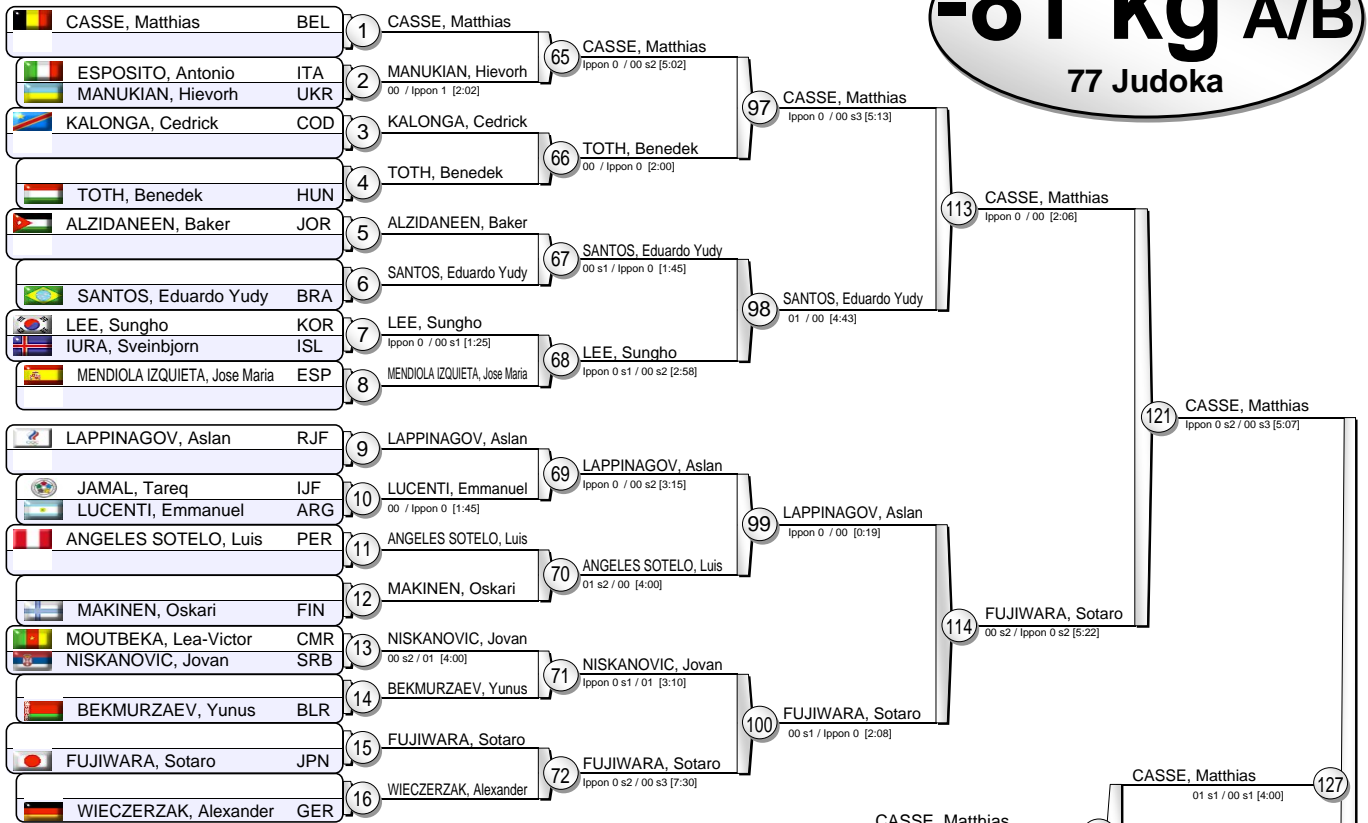 -81 kg A/B
77 Judoka
CASSE, Matthias BEL
ESPOSITO, Antonio ITA
MANUKIAN, Hievorh UKR
KALONGA, Cedrick COD
TOTH, Benedek HUN
ALZIDANEEN, Baker JOR
SANTOS, Eduardo Yudy BRA
LEE, Sungho KOR
IURA, Sveinbjorn ISL
MENDIOLA IZQUIETA, Jose Maria ESP
LAPPINAGOV, Aslan RJF
JAMAL, Tareq IJF
LUCENTI, Emmanuel ARG
ANGELES SOTELO, Luis PER
MAKINEN, Oskari FIN
MOUTBEKA, Lea-Victor CMR
NISKANOVIC, Jovan SRB
BEKMURZAEV, Yunus BLR
FUJIWARA, Sotaro JPN
WIECZERZAK, Alexander GER
1 CASSE, Matthias
2 MANUKIAN, Hievorh
00 / Ippon 1 [2:02]
3 KALONGA, Cedrick
4 TOTH, Benedek
5 ALZIDANEEN, Baker
6 SANTOS, Eduardo Yudy
7 LEE, Sungho
Ippon 0 / 00 s1 [1:25]
8 MENDIOLA IZQUIETA, Jose Maria
9 LAPPINAGOV, Aslan
10 LUCENTI, Emmanuel
00 / Ippon 0 [1:45]
11 ANGELES SOTELO, Luis
12 MAKINEN, Oskari
13 NISKANOVIC, Jovan
00 s2 / 01 [4:00]
14 BEKMURZAEV, Yunus
15 FUJIWARA, Sotaro
16 WIECZERZAK, Alexander
65 CASSE, Matthias
Ippon 0 / 00 s2 [5:02]
66 TOTH, Benedek
00 / Ippon 0 [2:00]
67 SANTOS, Eduardo Yudy
00 s1 / Ippon 0 [1:45]
68 LEE, Sungho
Ippon 0 s1 / 00 s2 [2:58]
69 LAPPINAGOV, Aslan
Ippon 0 / 00 s2 [3:15]
70 ANGELES SOTELO, Luis
01 s2 / 00 [4:00]
71 NISKANOVIC, Jovan
Ippon 0 s1 / 01 [3:10]
72 FUJIWARA, Sotaro
Ippon 0 s2 / 00 s3 [7:30]
97 CASSE, Matthias
Ippon 0 / 00 s3 [5:13]
98 SANTOS, Eduardo Yudy
01 / 00 [4:43]
99 LAPPINAGOV, Aslan
Ippon 0 / 00 [0:19]
100 FUJIWARA, Sotaro
00 s1 / Ippon 0 [2:08]
113 CASSE, Matthias
Ippon 0 / 00 [2:06]
114 FUJIWARA, Sotaro
00 s2 / Ippon 0 s2 [5:22]
121 CASSE, Matthias
Ippon 0 s2 / 00 s3 [5:07]
CASSE, Matthias 127
01 s1 / 00 s1 [4:00]
CASSE, Matthias